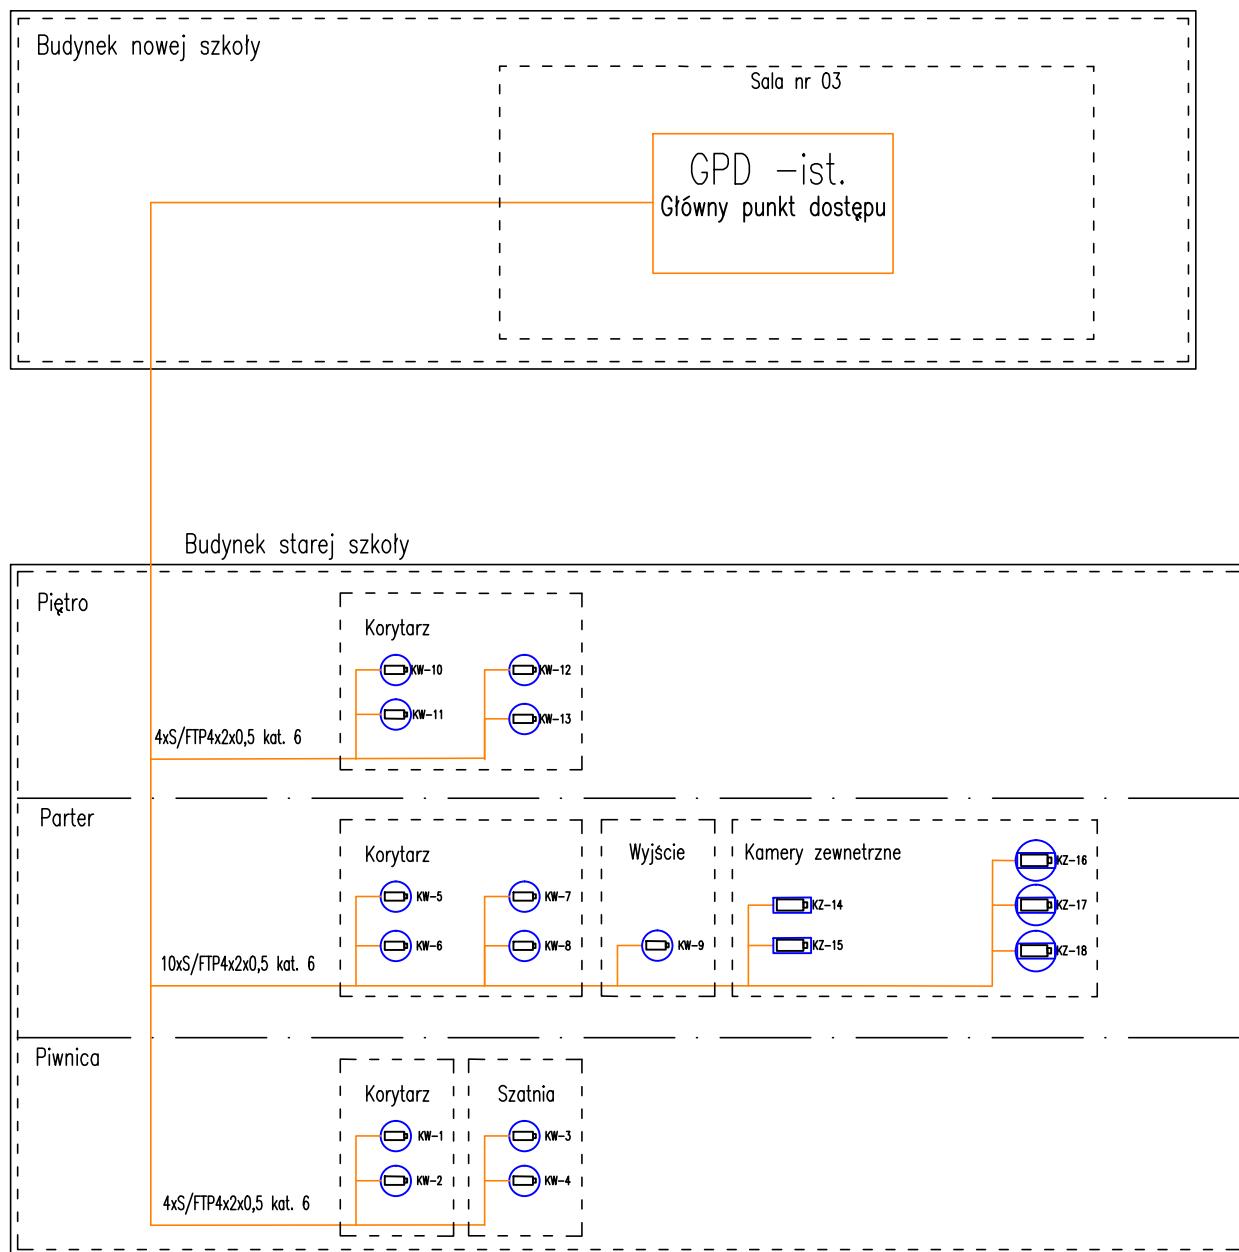 Budynek nowej szkoły
Sala nr 03
GPD -ist.
Główny punkt dostępu
Budynek starej szkoły
Piętro
Korytarz
KW-10
KW-12
KW-11
KW-13
4xS/FTP4x2x0,5 kat. 6
Parter
Korytarz
Wyjście
Kamery zewnetrzne
KZ-16
KW-5
KW-7
KZ-14
KZ-17
KW-6
KW-8
KW-9
KZ-15
KZ-18
10xS/FTP4x2x0,5 kat. 6
Piwnica
Korytarz
Szatnia
KW-1
KW-3
KW-2
KW-4
4xS/FTP4x2x0,5 kat. 6